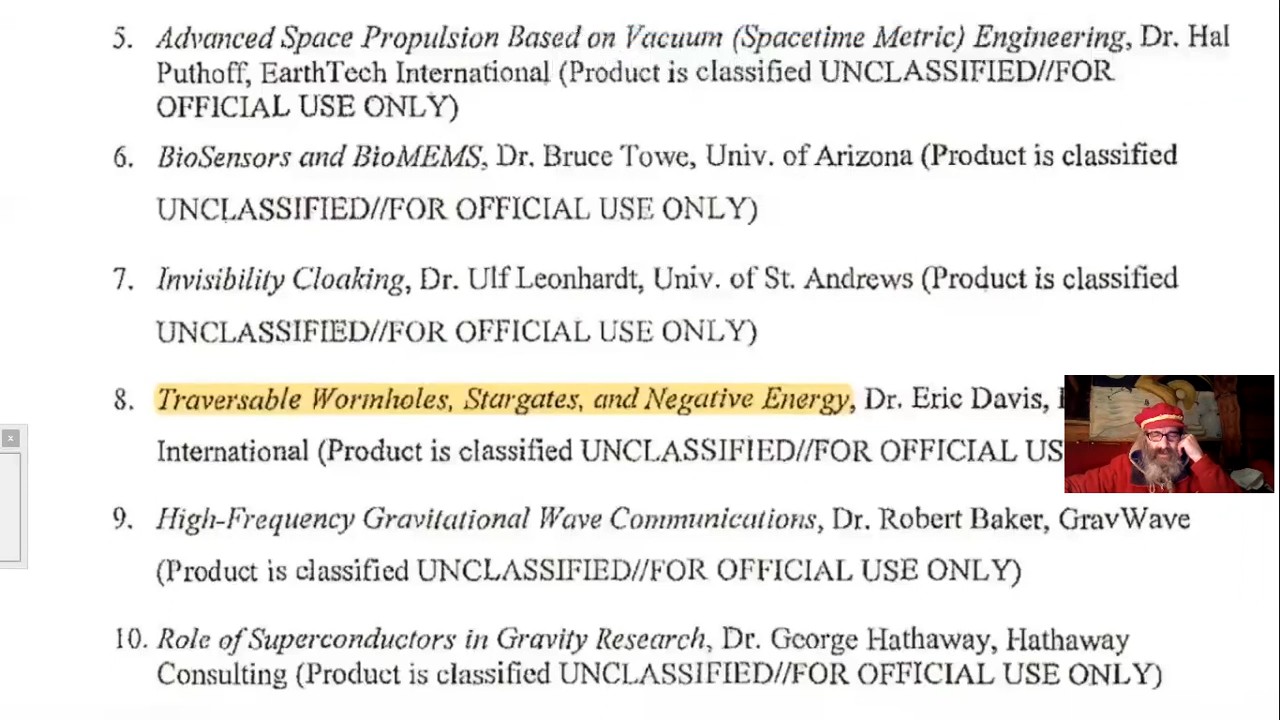 5. Advanced Space Propulsion Based on Vacuum (Spacetime Metric) Engineering, Dr. Hal
Puthoff, EarthTech International (Product is classified UNCLASSIFIED//FOR
OFFICIAL USE ONLY)
6. BioSensors and BioMEMS, Dr. Bruce Towe, Univ. of Arizona (Product is classified
UNCLASSIFIED//FOR OFFICIAL USE ONLY)
7. Invisibility Cloaking, Dr. Ulf Leonhardt, Univ. of St. Andrews (Product is classified
UNCLASSIFIED//FOR OFFICIAL USE ONLY)
8. Traversable Wormholes, Stargates, and Negative Energy, Dr. Eric Davis,
International (Product is classified UNCLASSIFIED//FOR OFFICIAL US
9. High-Frequency Gravitational Wave Communications, Dr. Robert Baker, GravWave
(Product is classified UNCLASSIFIED//FOR OFFICIAL USE ONLY)
10. Role of Superconductors in Gravity Research, Dr. George Hathaway, Hathaway
Consulting (Product is classified UNCLASSIFIED//FOR OFFICIAL USE ONLY)